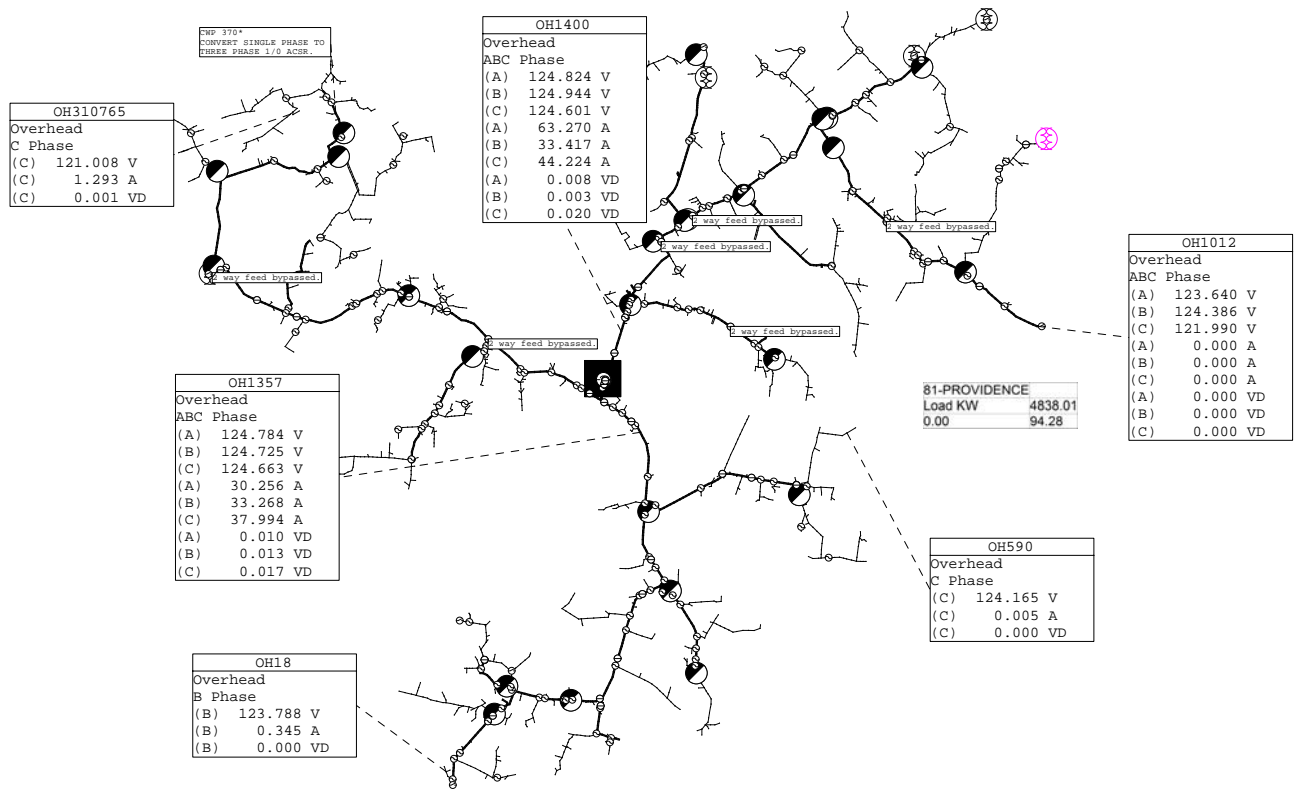 CWP 370*
CONVERT SINGLE PHASE TO
THREE PHASE 1/0 ACSR.
OH310765
Overhead
C Phase
(C) 121.008 V
(C) 1.293 A
(C) 0.001 VD
OH1400
Overhead
ABC Phase
(A) 124.824 V
(B) 124.944 V
(C) 124.601 V
(A) 63.270 A
(B) 33.417 A
(C) 44.224 A
(A) 0.008 VD
(B) 0.003 VD
(C) 0.020 VD
2 way feed bypassed.
2 way feed bypassed.
2 way feed bypassed.
2 way feed bypassed.
2 way feed bypassed.
2 way feed bypassed.
OH1012
Overhead
ABC Phase
(A) 123.640 V
(B) 124.386 V
(C) 121.990 V
(A) 0.000 A
(B) 0.000 A
(C) 0.000 A
(A) 0.000 VD
(B) 0.000 VD
(C) 0.000 VD
OH1357
Overhead
ABC Phase
(A) 124.784 V
(B) 124.725 V
(C) 124.663 V
(A) 30.256 A
(B) 33.268 A
(C) 37.994 A
(A) 0.010 VD
(B) 0.013 VD
(C) 0.017 VD
81-PROVIDENCE
Load KW 4838.01
0.00 94.28
OH590
Overhead
C Phase
(C) 124.165 V
(C) 0.005 A
(C) 0.000 VD
OH18
Overhead
B Phase
(B) 123.788 V
(B) 0.345 A
(B) 0.000 VD